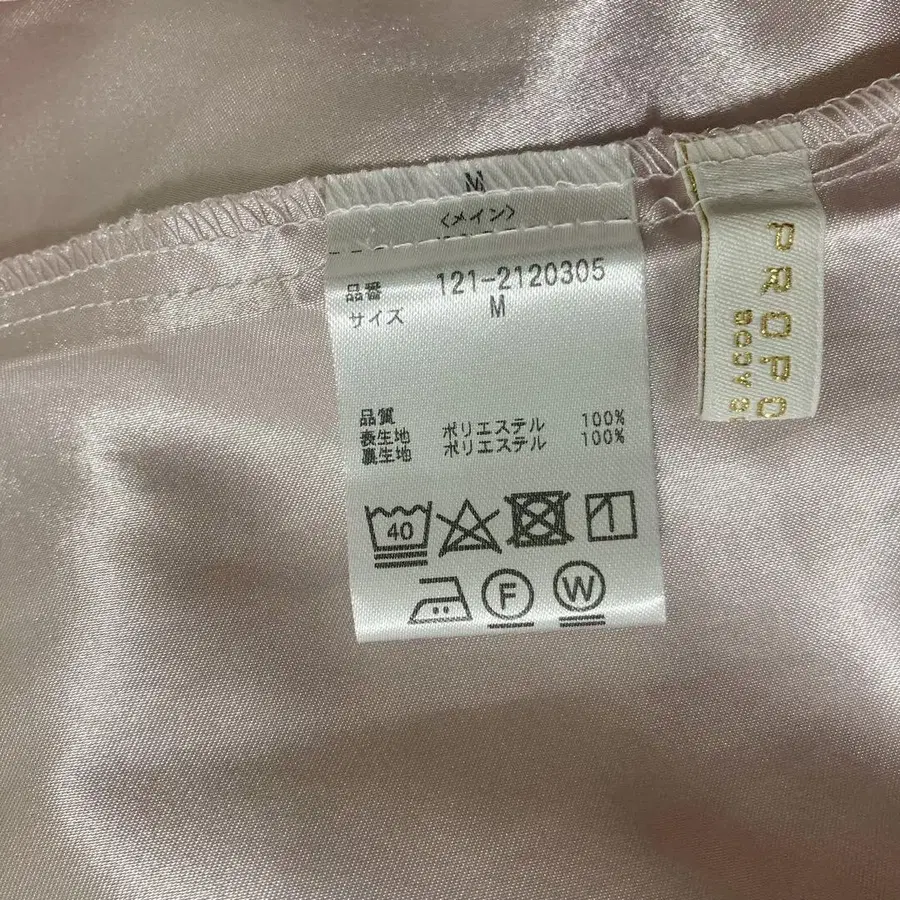 M
<メイン>
品番 121-2120305
サイズ M
品質
表生地 ポリエステル 100%
裏生地 ポリエステル 100%
40
F
W
PROPO
BODY